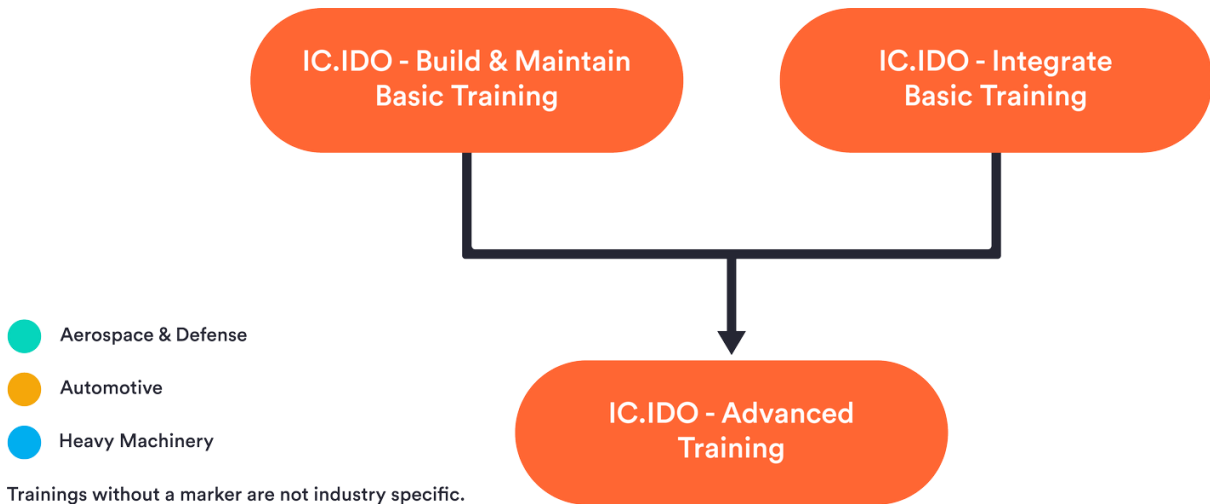 IC.IDO - Build & Maintain
Basic Training
IC.IDO - Integrate
Basic Training
IC.IDO - Advanced
Training
Aerospace & Defense
Automotive
Heavy Machinery
Trainings without a marker are not industry specific.